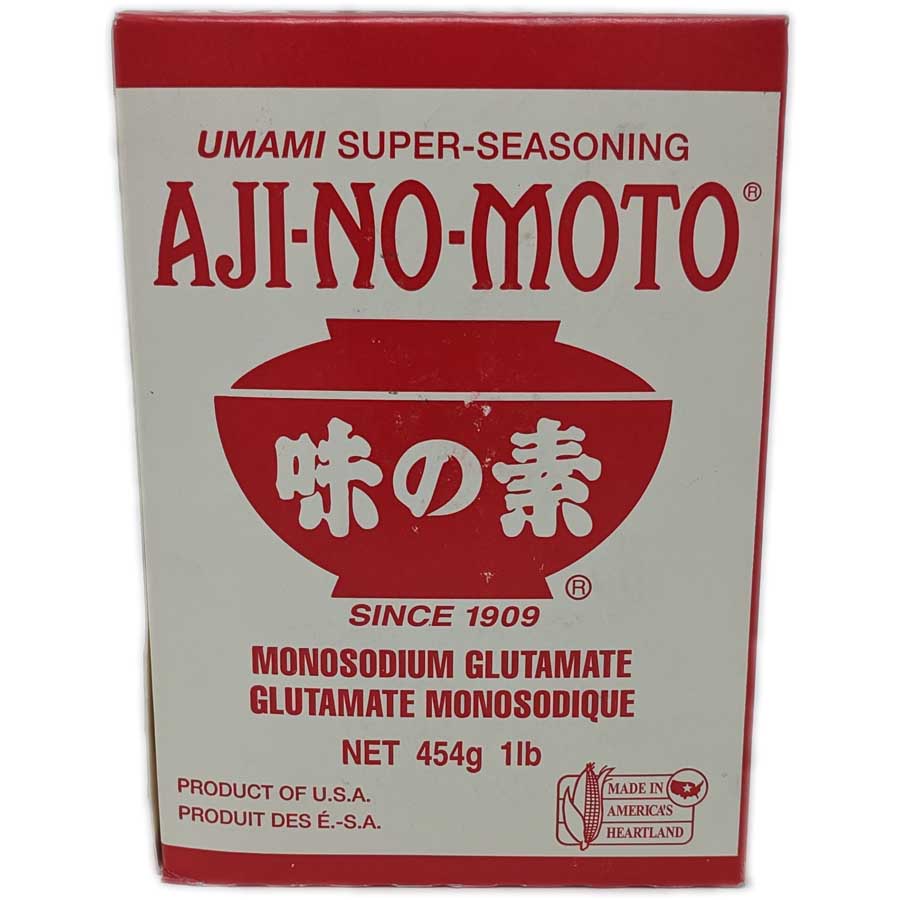 UMAMI SUPER-SEASONING
AJI-NO-MOTO®
味の素
®
SINCE 1909
MONOSODIUM GLUTAMATE
GLUTAMATE MONOSODIQUE
NET 454g 1lb
PRODUCT OF U.S.A.
PRODUIT DES É.-S.A.
MADE IN
AMERICA'S
HEARTLAND